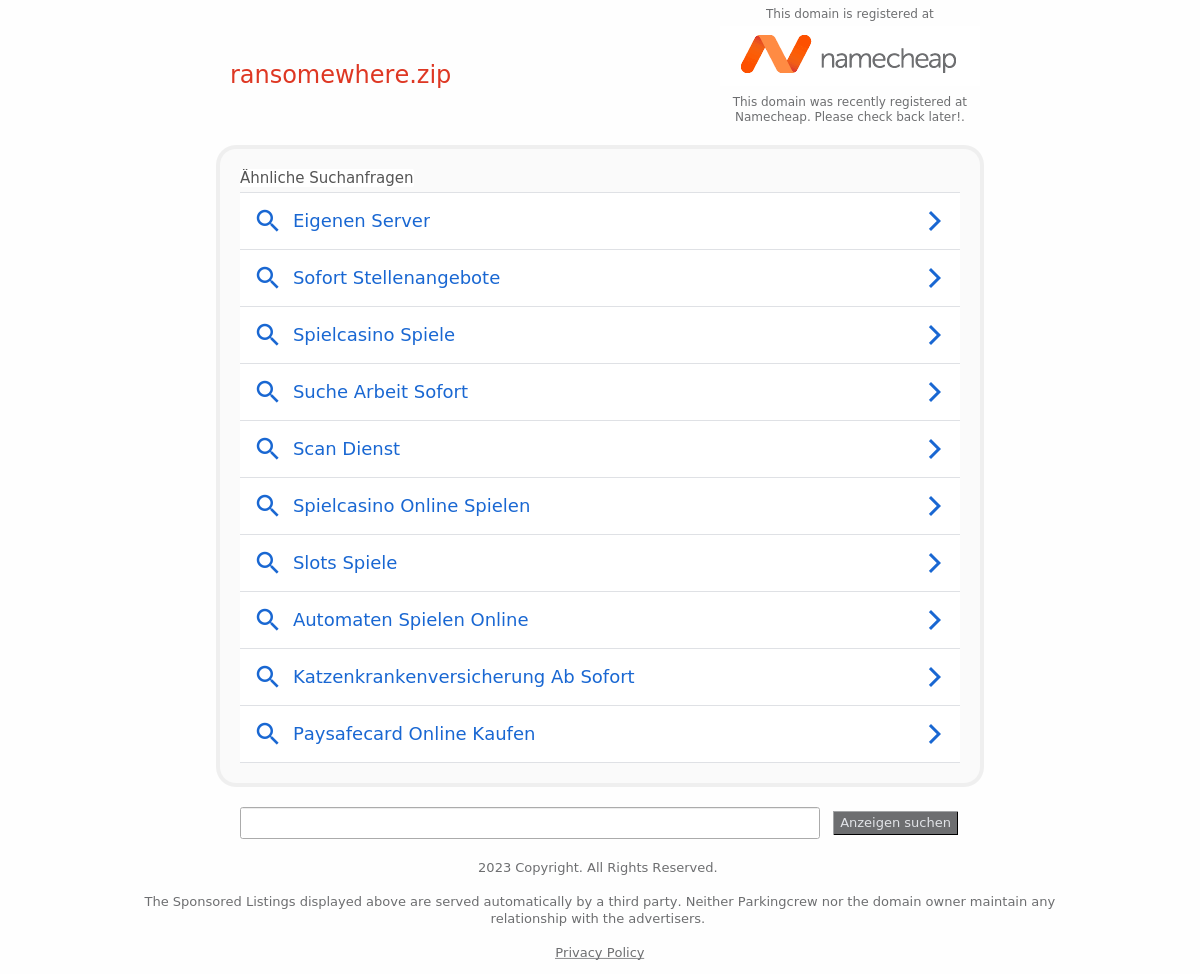 This domain is registered at
namecheap
ransomewhere.zip
This domain was recently registered at
Namecheap. Please check back later!.
Ähnliche Suchanfragen
Eigenen Server
Sofort Stellenangebote
Spielcasino Spiele
Suche Arbeit Sofort
Scan Dienst
Spielcasino Online Spielen
Slots Spiele
Automaten Spielen Online
Katzenkrankenversicherung Ab Sofort
Paysafecard Online Kaufen
Anzeigen suchen
2023 Copyright. All Rights Reserved.
The Sponsored Listings displayed above are served automatically by a third party. Neither Parkingcrew nor the domain owner maintain any
relationship with the advertisers.
Privacy Policy